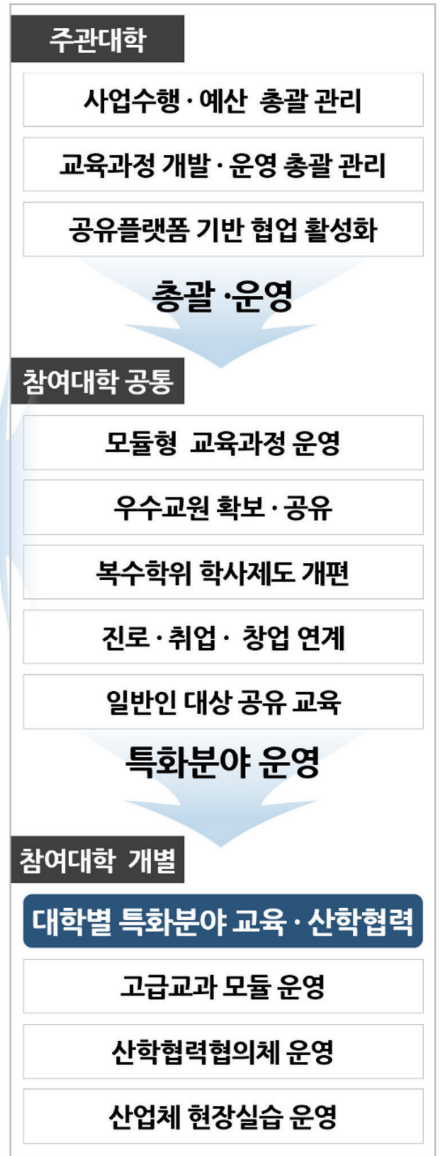 주관대학
사업수행·예산 총괄 관리
교육과정 개발·운영 총괄 관리
공유플랫폼 기반 협업 활성화
총괄·운영
참여대학 공통
모듈형 교육과정 운영
우수교원 확보·공유
복수학위 학사제도 개편
진로·취업· 창업 연계
일반인 대상 공유 교육
특화분야 운영
참여대학 개별
대학별 특화분야 교육·산학협력
고급교과 모듈 운영
산학협력협의체 운영
산업체 현장실습 운영